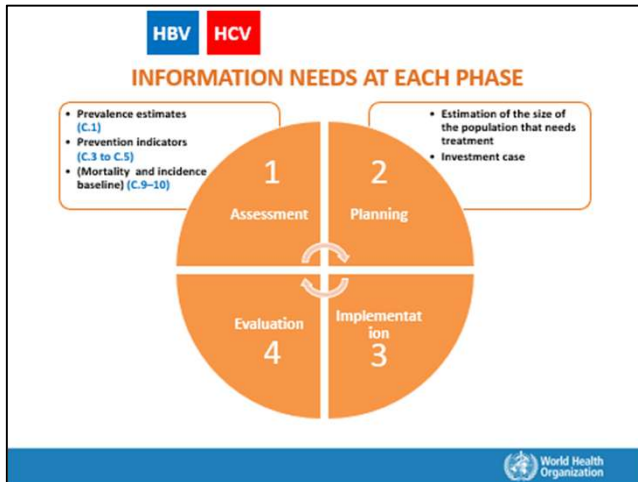 HBV HCV
INFORMATION NEEDS AT EACH PHASE
• Prevalence estimates
(C.1)
• Prevention indicators
(C.3 to C.5)
• (Mortality and incidence
baseline) (C.9–10)
• Estimation of the size of
the population that needs
treatment
• Investment case
1
Assessment
2
Planning
Evaluation
4
Implementat
ion
3
World Health
Organization